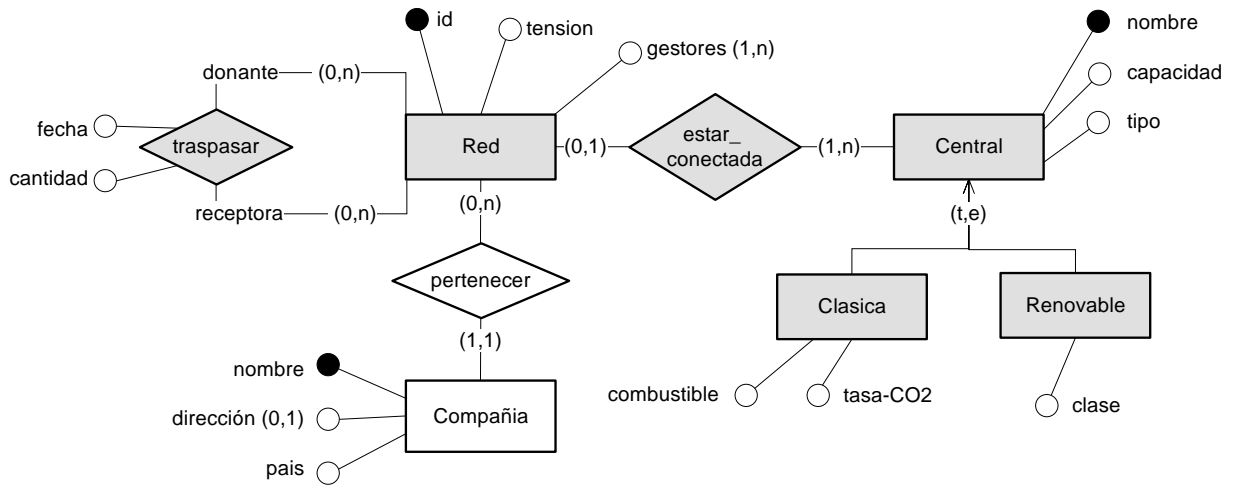 id
tension
gestores (1,n)
nombre
capacidad
tipo
donante (0,n)
fecha
cantidad
traspasar
receptora (0,n)
Red
(0,1)
estar_
conectada
(1,n)
Central
(0,n)
(t,e)
pertenecer
Clasica
Renovable
(1,1)
nombre
dirección (0,1)
pais
Compañia
combustible
tasa-CO2
clase